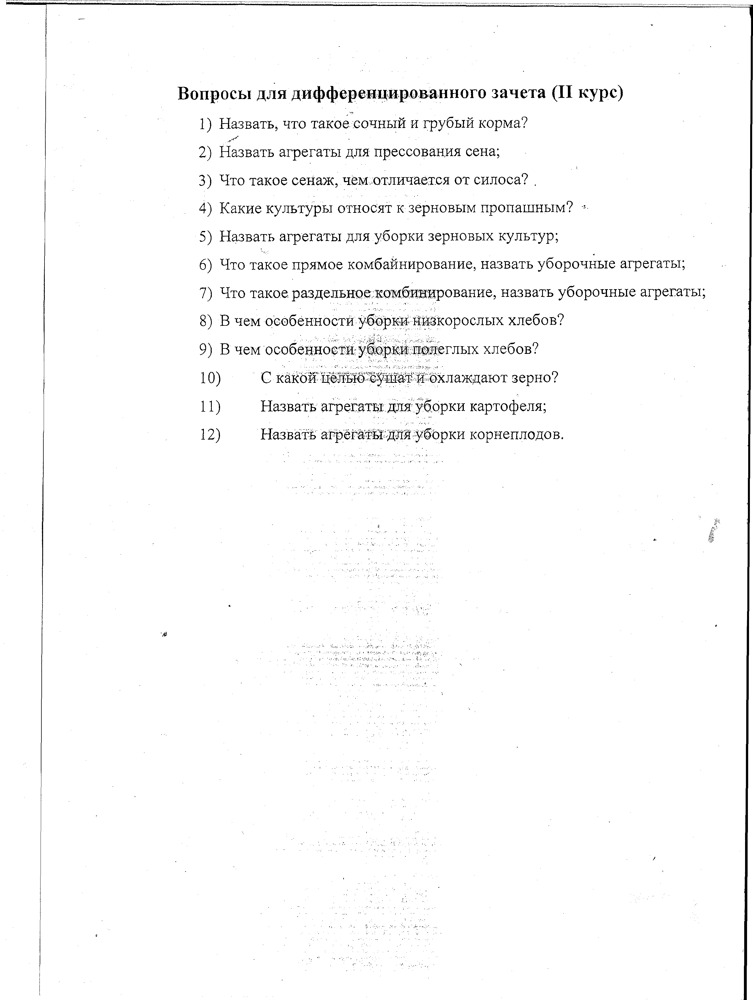 Вопросы для дифференцированного зачета (II курс)
1) Назвать, что такое сочный и грубый корма?
2) Назвать агрегаты для прессования сена;
3) Что такое сенаж, чем отличается от силоса?
4) Какие культуры относят к зерновым пропашным?
5) Назвать агрегаты для уборки зерновых культур;
6) Что такое прямое комбайнирование, назвать уборочные агрегаты;
7) Что такое раздельное комбинирование, назвать уборочные агрегаты;
8) В чем особенности уборки низкорослых хлебов?
9) В чем особенности уборки полеглых хлебов?
10) С какой целью сушат и охлаждают зерно?
11) Назвать агрегаты для уборки картофеля;
12) Назвать агрегаты для уборки корнеплодов.